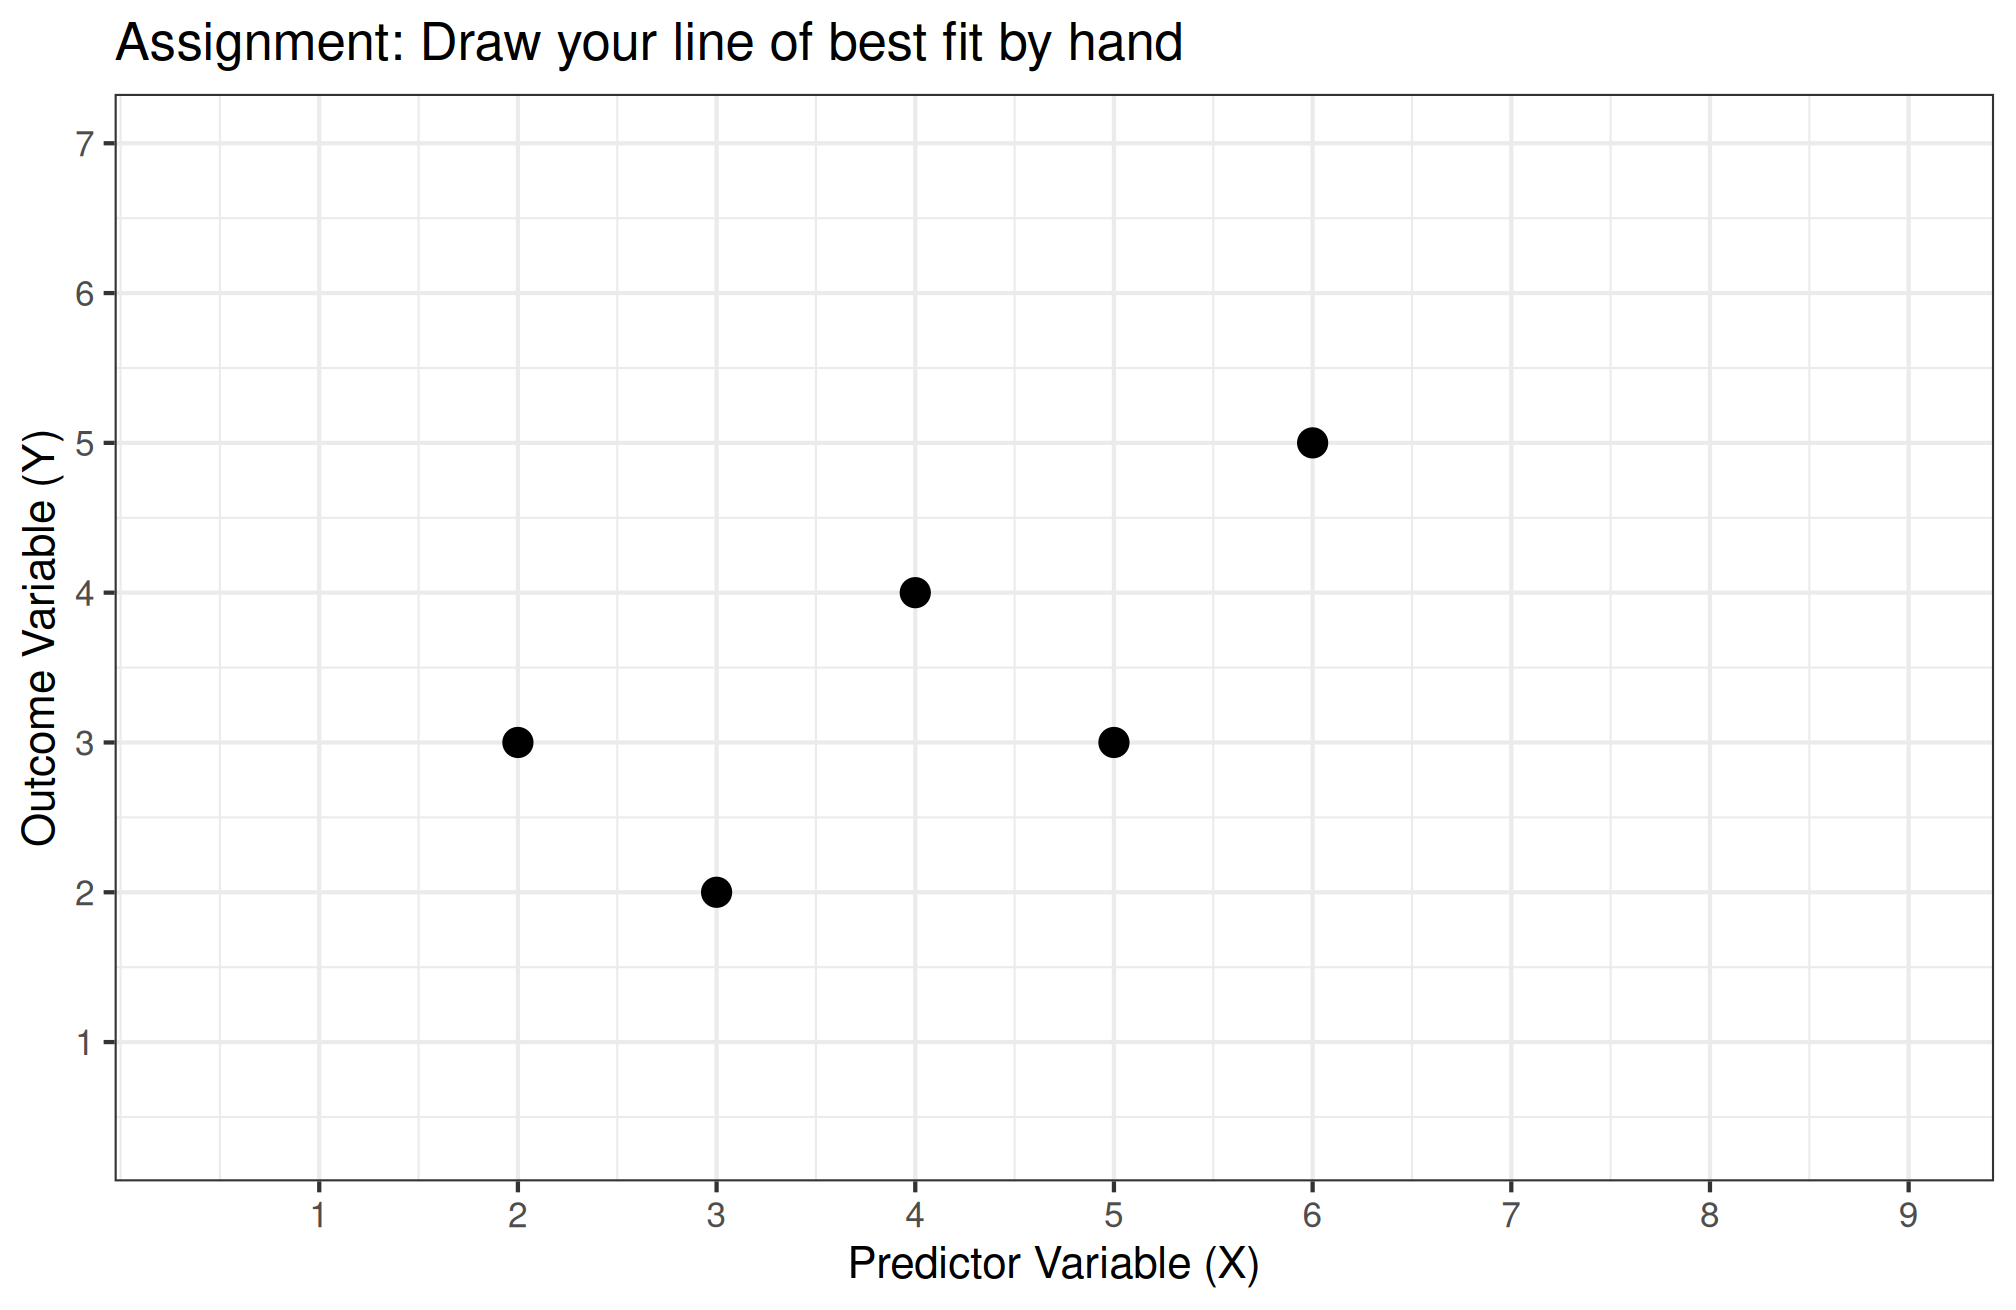 Assignment: Draw your line of best fit by hand
Outcome Variable (Y)
7
6
5
4
3
2
1
1 2 3 4 5 6 7 8 9
Predictor Variable (X)